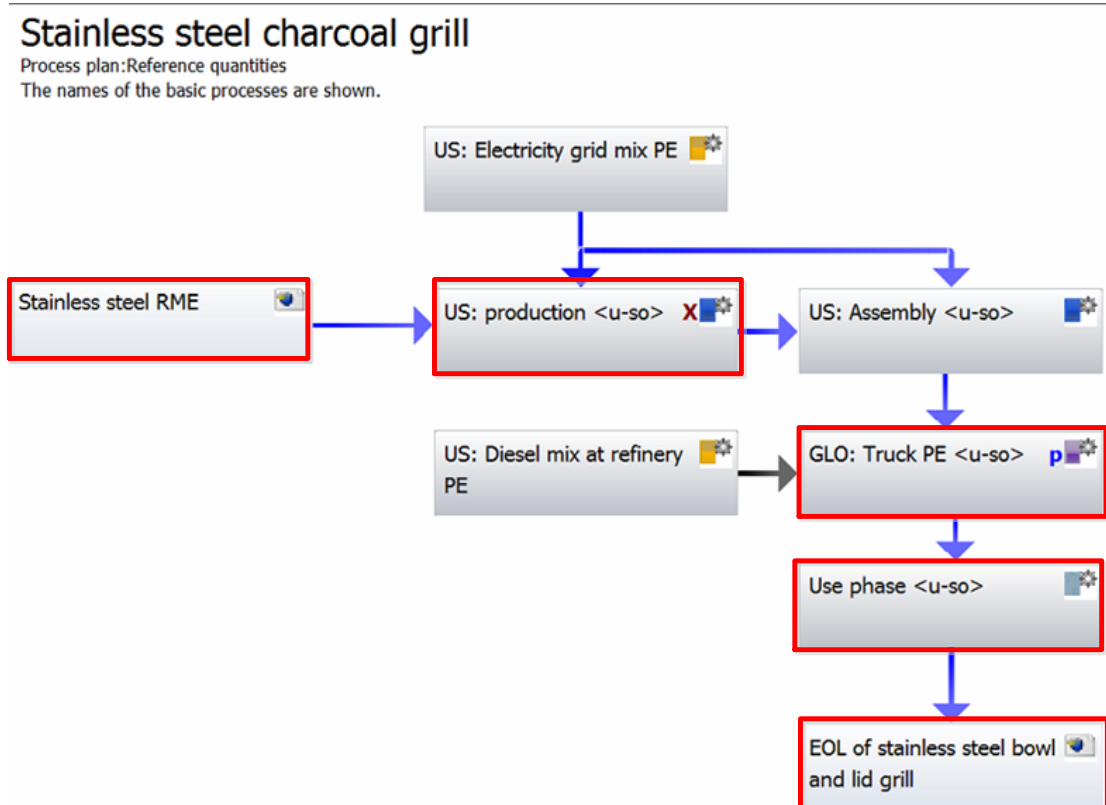 Stainless steel charcoal grill
Process plan:Reference quantities
The names of the basic processes are shown.
US: Electricity grid mix PE
Stainless steel RME
US: production <u-so> X
US: Assembly <u-so>
US: Diesel mix at refinery
PE
GLO: Truck PE <u-so> p
Use phase <u-so>
EOL of stainless steel bowl
and lid grill